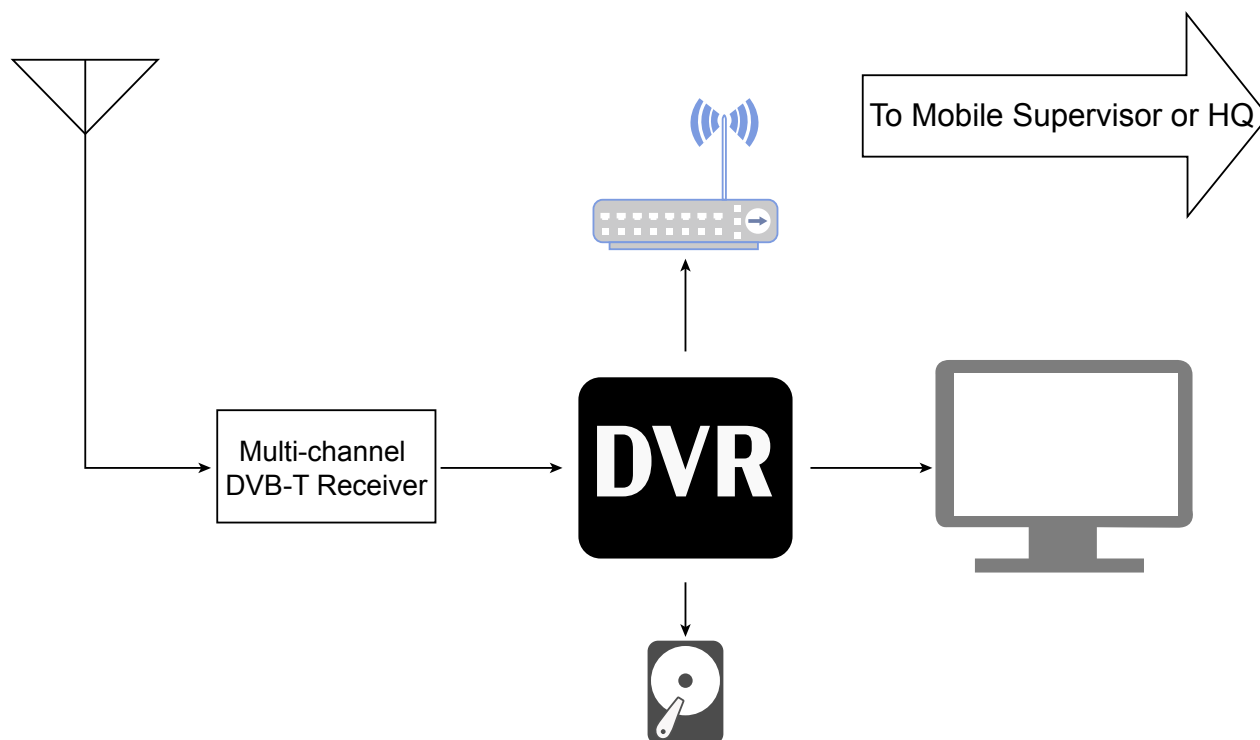 To Mobile Supervisor or HQ
Multi-channel
DVB-T Receiver
DVR